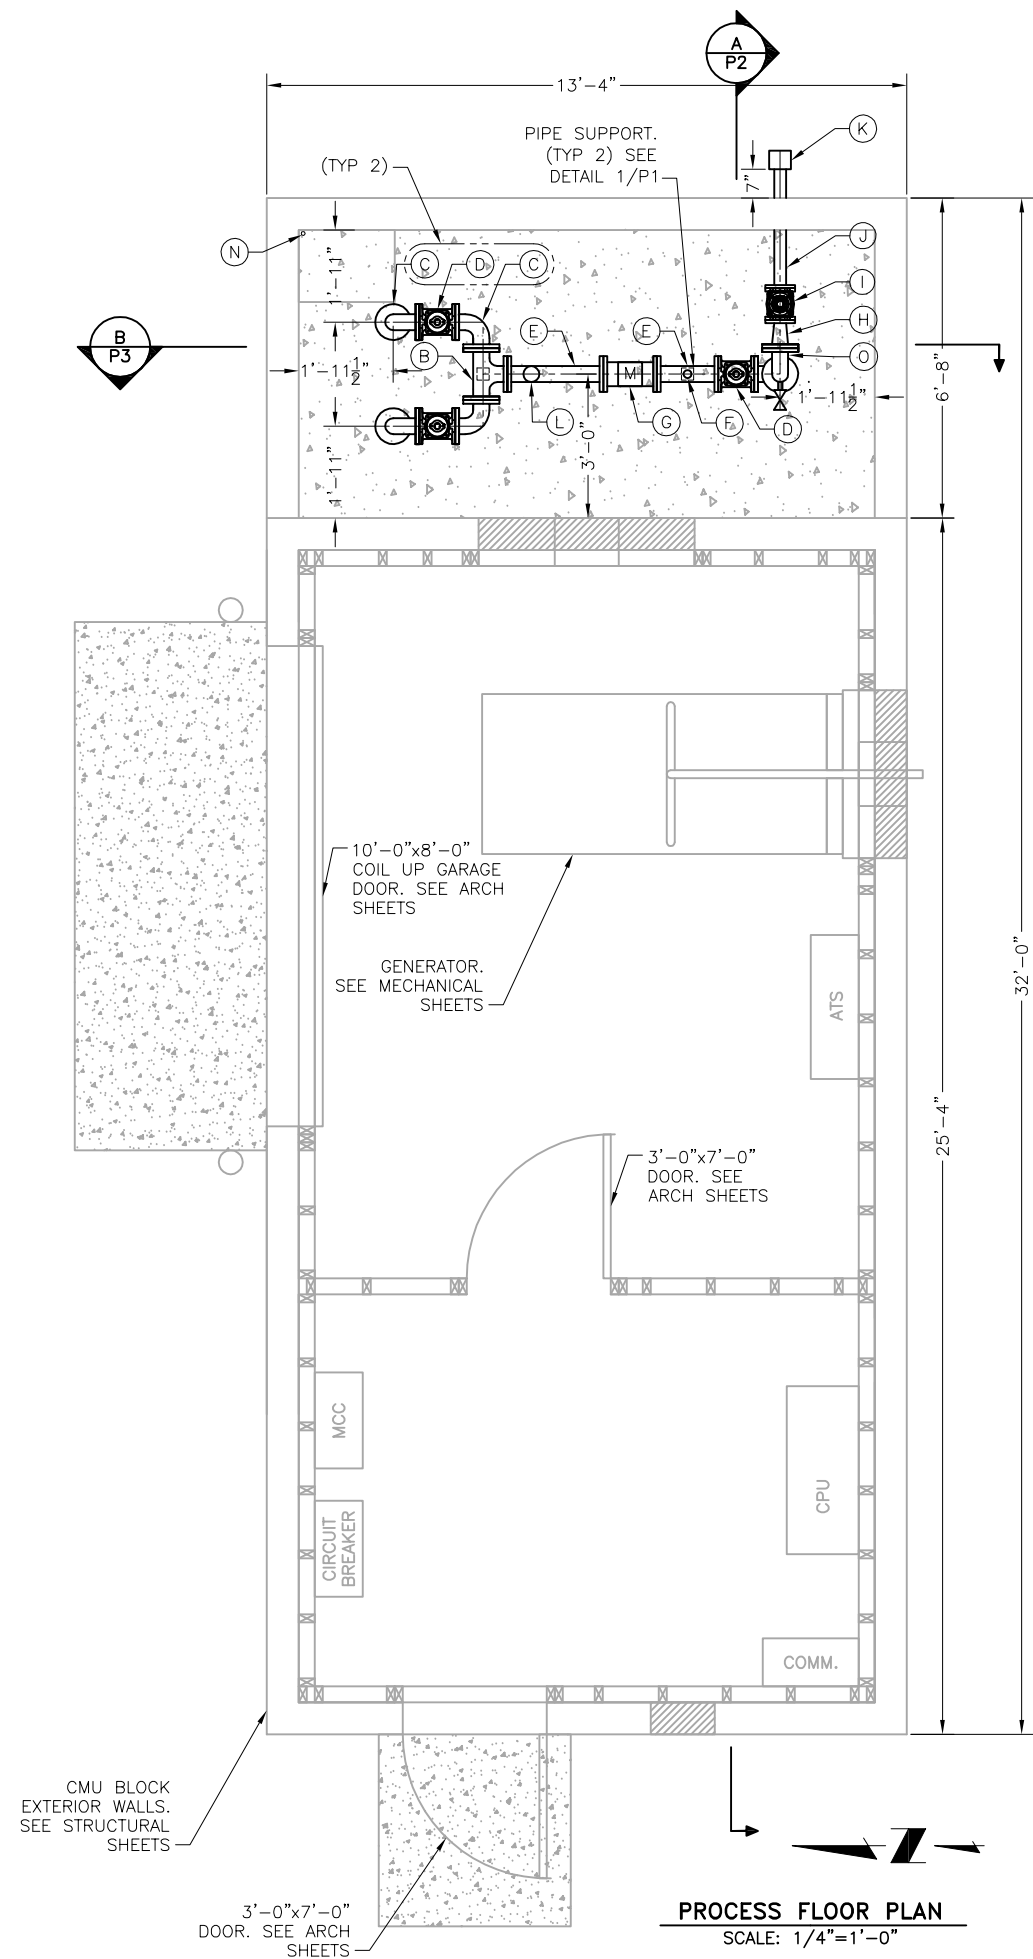 A
P2
13'-4"
K
PIPE SUPPORT.
(TYP 2) SEE
DETAIL 1/P1
(TYP 2)
7"
N
J
C
D
C
1'-11"
I
H
E
E
O
B
P3
B
1'-11 1/2"
M
1'-11 1/2"
6'-8"
L
G
F
D
3'-0"
1'-11"
10'-0"x8'-0"
COIL UP GARAGE
DOOR. SEE ARCH
SHEETS
GENERATOR.
SEE MECHANICAL
SHEETS
ATS
32'-0"
25'-4"
3'-0"x7'-0"
DOOR. SEE
ARCH SHEETS
MCC
CPU
CIRCUIT
BREAKER
COMM.
CMU BLOCK
EXTERIOR WALLS.
SEE STRUCTURAL
SHEETS
Z
3'-0"x7'-0"
DOOR. SEE ARCH
SHEETS
PROCESS FLOOR PLAN
SCALE: 1/4"=1'-0"